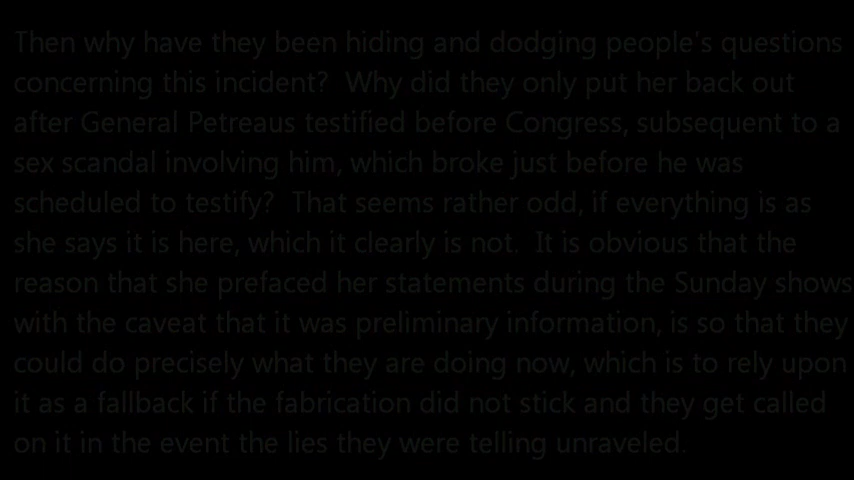 Then why have they been hiding and dodging people's questions
concerning this incident?  Why did they only put her back out
after General Petreaus testified before Congress, subsequent to a
sex scandal involving him, which broke just before he was
scheduled to testify?  That seems rather odd, if everything is as
she says it is here, which it clearly is not.  It is obvious that the
reason that she prefaced her statements during the Sunday shows
with the caveat that it was preliminary information, is so that they
could do precisely what they are doing now, which is to rely upon
it as a fallback if the fabrication did not stick and they get called
on it in the event the lies they were telling unraveled.